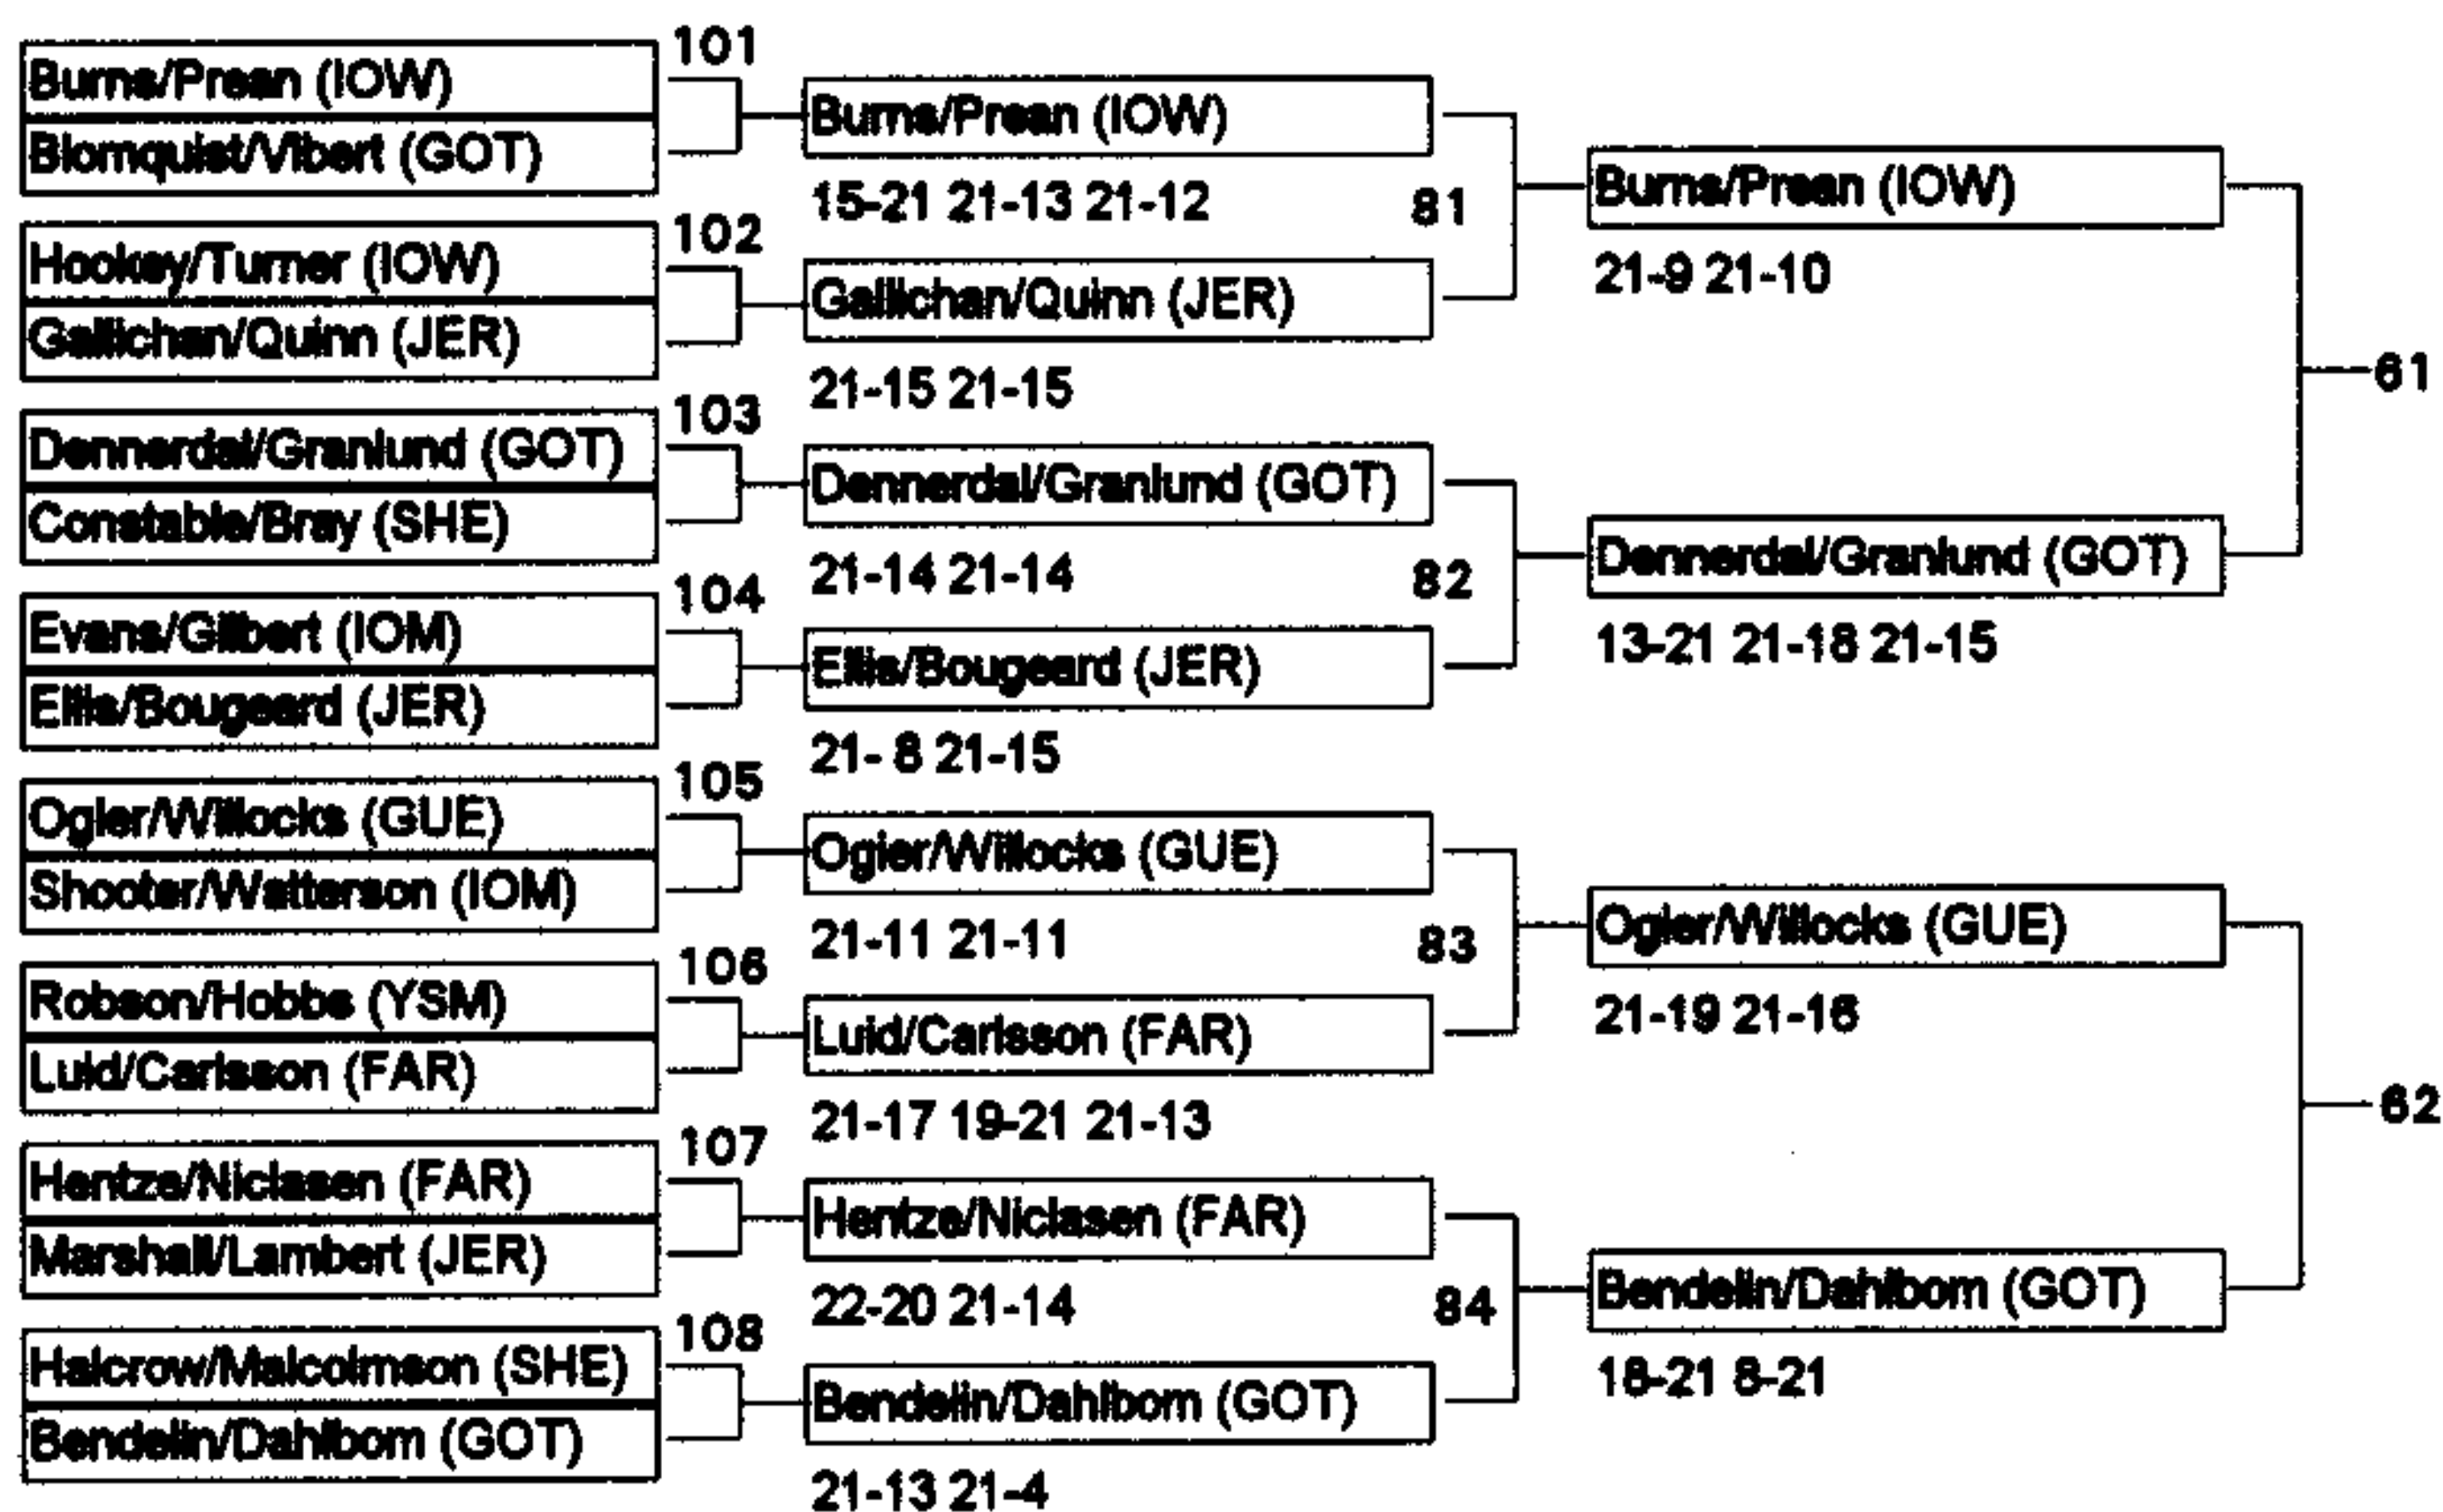 Burns/Prean (IOW)
Blomquist/Vibert (GOT)
101
Hookey/Turner (IOW)
Gallichan/Quinn (JER)
102
Dennerdal/Granlund (GOT)
Constable/Bray (SHE)
103
Evans/Gilbert (IOM)
Ellis/Bougeard (JER)
104
Ogier/Willocks (GUE)
Shooter/Watterson (IOM)
105
Robson/Hobbs (YSM)
Luid/Carlsson (FAR)
106
Hentze/Niclasen (FAR)
Marshall/Lambert (JER)
107
Halcrow/Malcolmson (SHE)
Bendelin/Dahlbom (GOT)
108
Burns/Prean (IOW)
15-21 21-13 21-12
Gallichan/Quinn (JER)
21-15 21-15
81
Dennerdal/Granlund (GOT)
21-14 21-14
Ellis/Bougeard (JER)
21- 8 21-15
82
Ogier/Willocks (GUE)
21-11 21-11
Luid/Carlsson (FAR)
21-17 19-21 21-13
83
Hentze/Niclasen (FAR)
22-20 21-14
Bendelin/Dahlbom (GOT)
21-13 21-4
84
Burns/Prean (IOW)
21-9 21-10
Dennerdal/Granlund (GOT)
13-21 21-18 21-15
61
Ogier/Willocks (GUE)
21-19 21-16
Bendelin/Dahlbom (GOT)
18-21 8-21
62